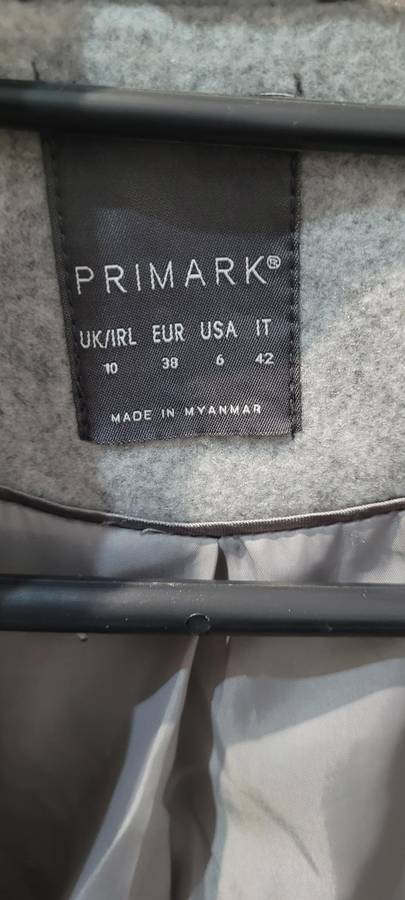 PRIMARK®
UK/IRL EUR USA IT
10 38 6 42
MADE IN MYANMAR